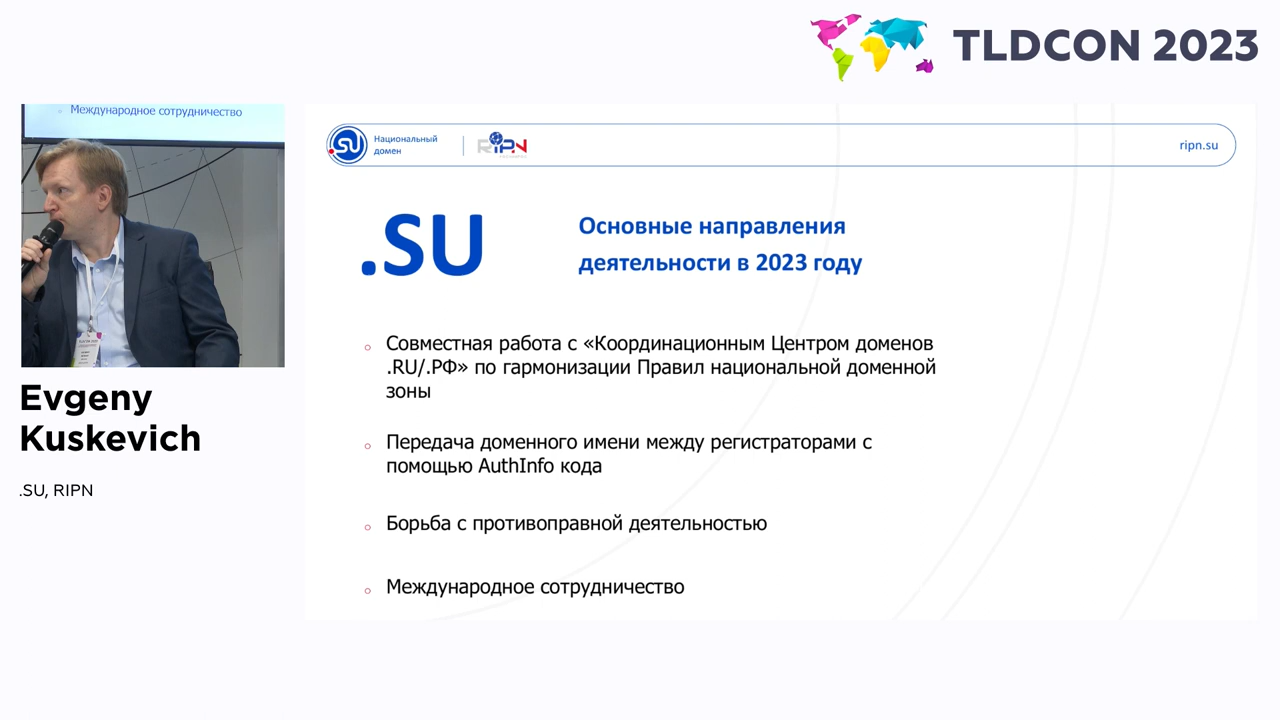 TLDCON 2023
Международное сотрудничество
.SU
Национальный
домен
RIPN
ripn.su
.SU
Основные направления
деятельности в 2023 году
Совместная работа с «Координационным Центром доменов
.RU/.РФ» по гармонизации Правил национальной доменной
зоны
Передача доменного имени между регистраторами с
помощью AuthInfo кода
Борьба с противоправной деятельностью
Международное сотрудничество
Evgeny
Kuskevich
.SU, RIPN